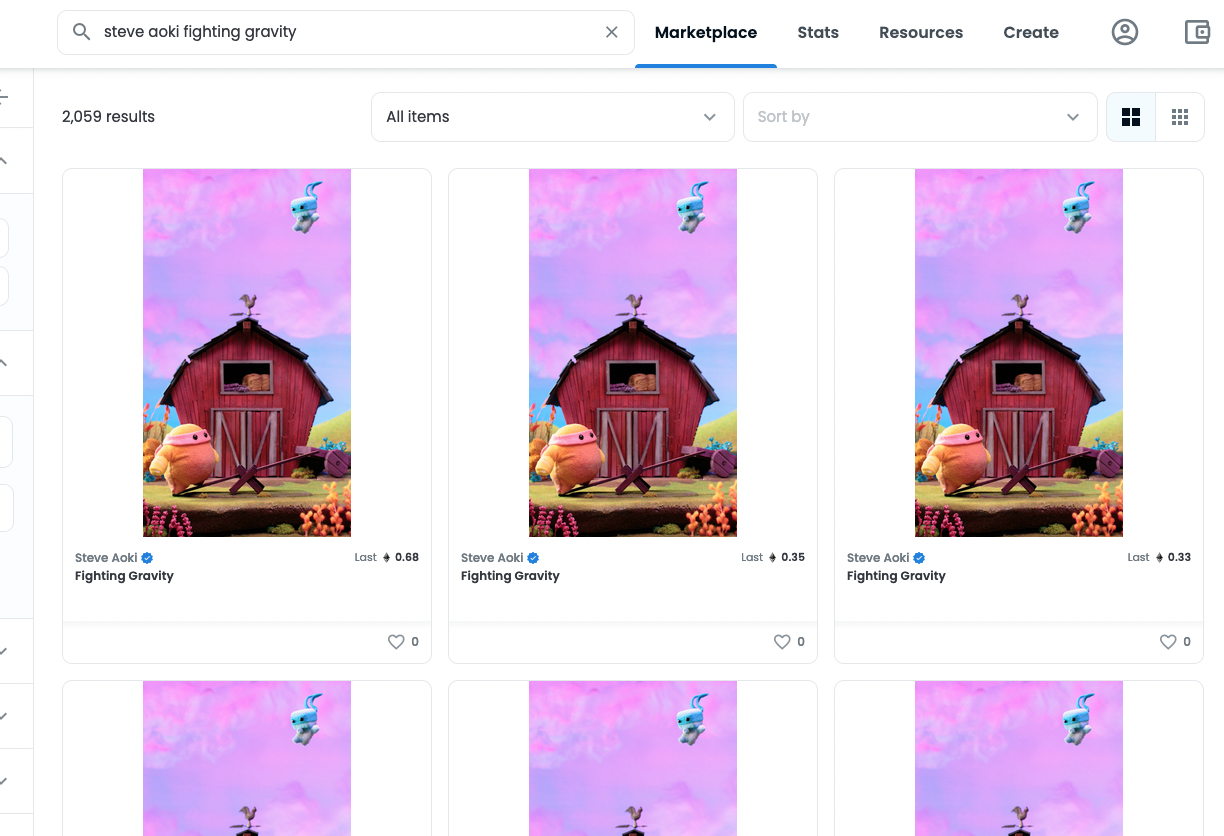 steve aoki fighting gravity
Marketplace
Stats
Resources
Create
2,059 results
All items
Sort by
Steve Aoki
Last 0.68
Fighting Gravity
0
Steve Aoki
Last 0.35
Fighting Gravity
0
Steve Aoki
Last 0.33
Fighting Gravity
0